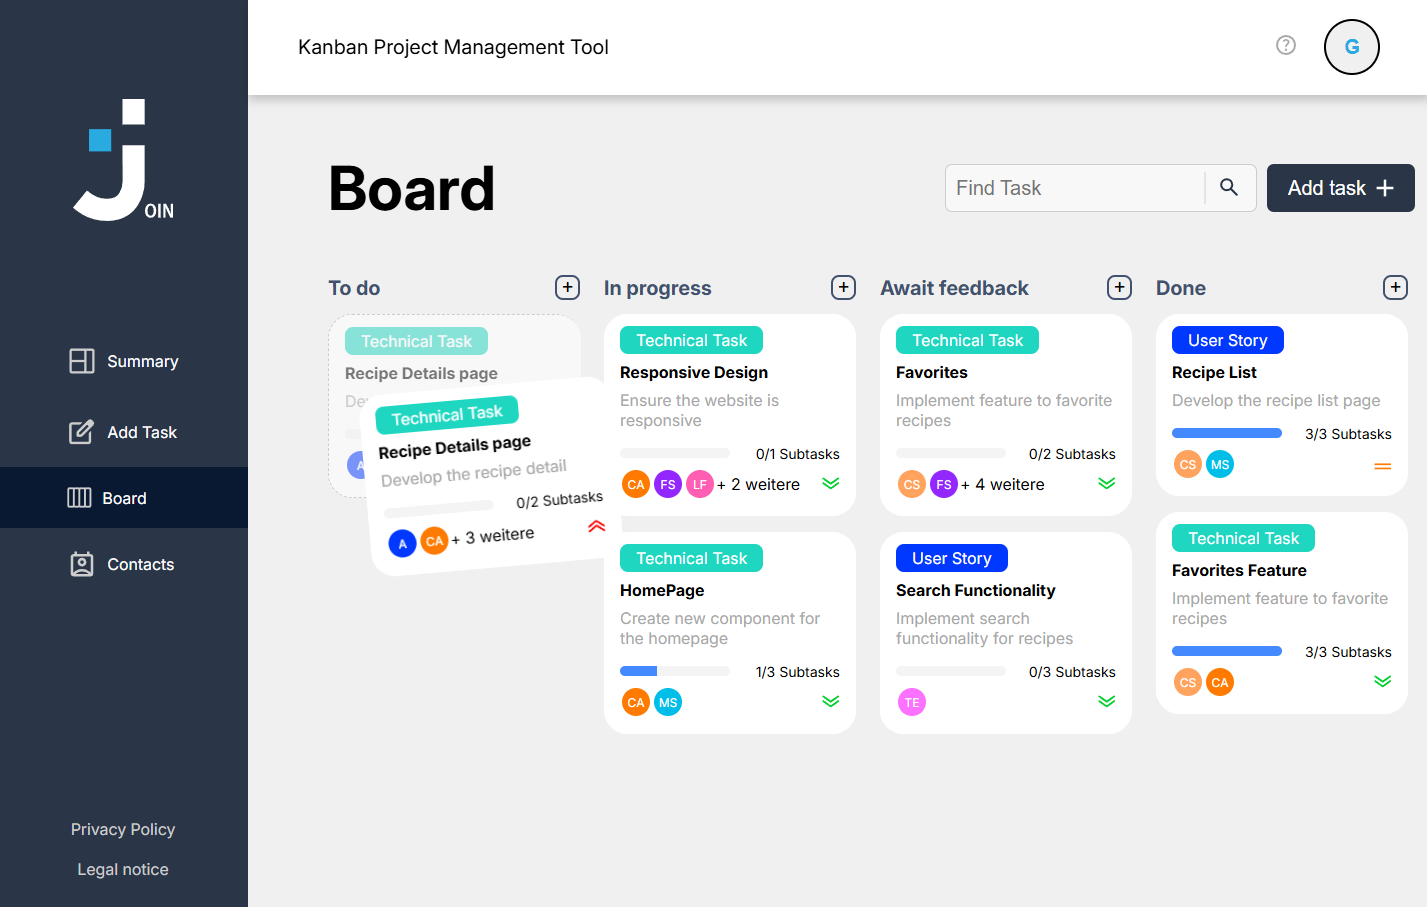 Kanban Project Management Tool
G
OIN
Summary
Add Task
Board
Contacts
Privacy Policy
Legal notice
Board
Find Task
Add task
To do
Technical Task
Recipe Details page
De
A
Technical Task
Recipe Details page
Develop the recipe detail
0/2 Subtasks
A CA + 3 weitere
In progress
Technical Task
Responsive Design
Ensure the website is
responsive
0/1 Subtasks
CA FS LF + 2 weitere
Technical Task
HomePage
Create new component for
the homepage
1/3 Subtasks
CA MS
Await feedback
Technical Task
Favorites
Implement feature to favorite
recipes
0/2 Subtasks
CS FS + 4 weitere
User Story
Search Functionality
Implement search
functionality for recipes
0/3 Subtasks
TE
Done
User Story
Recipe List
Develop the recipe list page
3/3 Subtasks
CS MS
Technical Task
Favorites Feature
Implement feature to favorite
recipes
3/3 Subtasks
CS CA